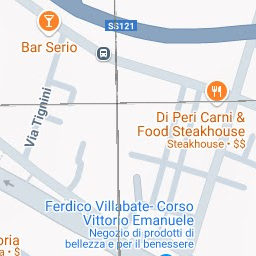 SS121
Bar Serio
Via Tignini
Di Peri Carni &
Food Steakhouse
Steakhouse • $$
Ferdico Villabate- Corso
Vittorio Emanuele
Negozio di prodotti di
bellezza e per il benessere
oria